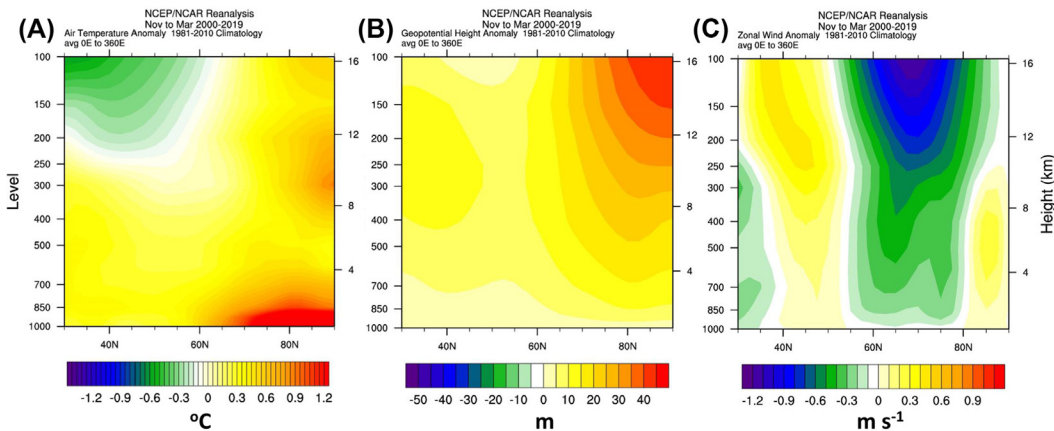 (A)
NCEP/NCAR Reanalysis
Nov to Mar 2000-2019
Air Temperature Anomaly 1981-2010 Climatology
avg 0E to 360E
Level
100
150
200
250
300
400
500
700
850
1000
16
12
8
4
40N 60N 80N
-1.2 -0.9 -0.6 -0.3 0 0.3 0.6 0.9 1.2
ºC
(B)
NCEP/NCAR Reanalysis
Nov to Mar 2000-2019
Geopotential Height Anomaly 1981-2010 Climatology
avg 0E to 360E
100
150
200
250
300
400
500
700
850
1000
16
12
8
4
40N 60N 80N
-50 -40 -30 -20 -10 0 10 20 30 40
m
(C)
NCEP/NCAR Reanalysis
Nov to Mar 2000-2019
Zonal Wind Anomaly 1981-2010 Climatology
avg 0E to 360E
100
150
200
250
300
400
500
700
850
1000
16
12
8
4
Height (km)
40N 60N 80N
-1.2 -0.9 -0.6 -0.3 0 0.3 0.6 0.9
m s⁻¹